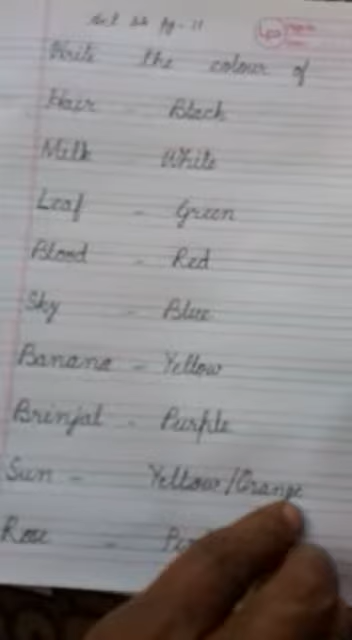 Write the colour of
Hair - Black
Milk White
Leaf - Green
Blood - Red
Sky - Blue
Banana - Yellow
Brinjal - Purple
Sun - Yellow/Orange
Rose -